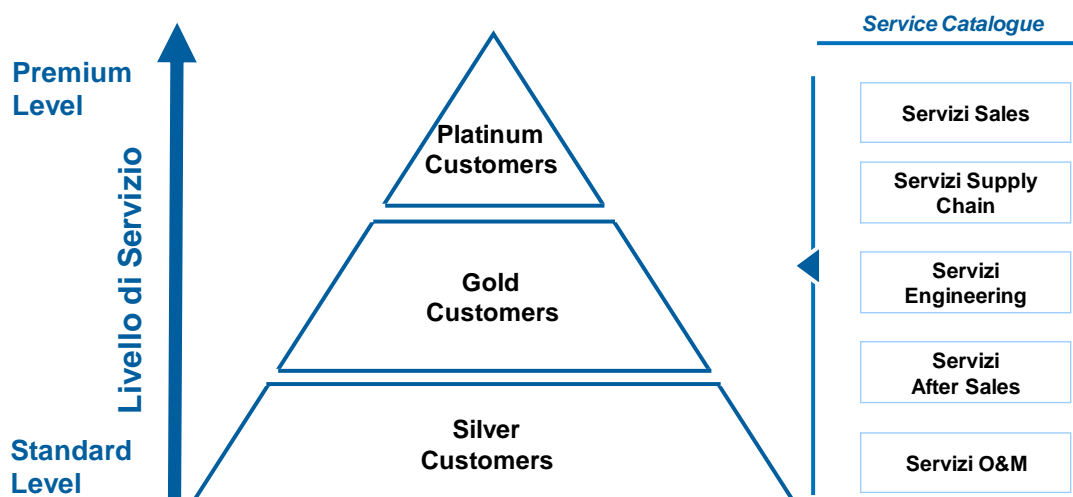 Service Catalogue
Premium
Level
Livello di Servizio
Standard
Level
Platinum
Customers
Gold
Customers
Silver
Customers
Servizi Sales
Servizi Supply
Chain
Servizi
Engineering
Servizi
After Sales
Servizi O&M